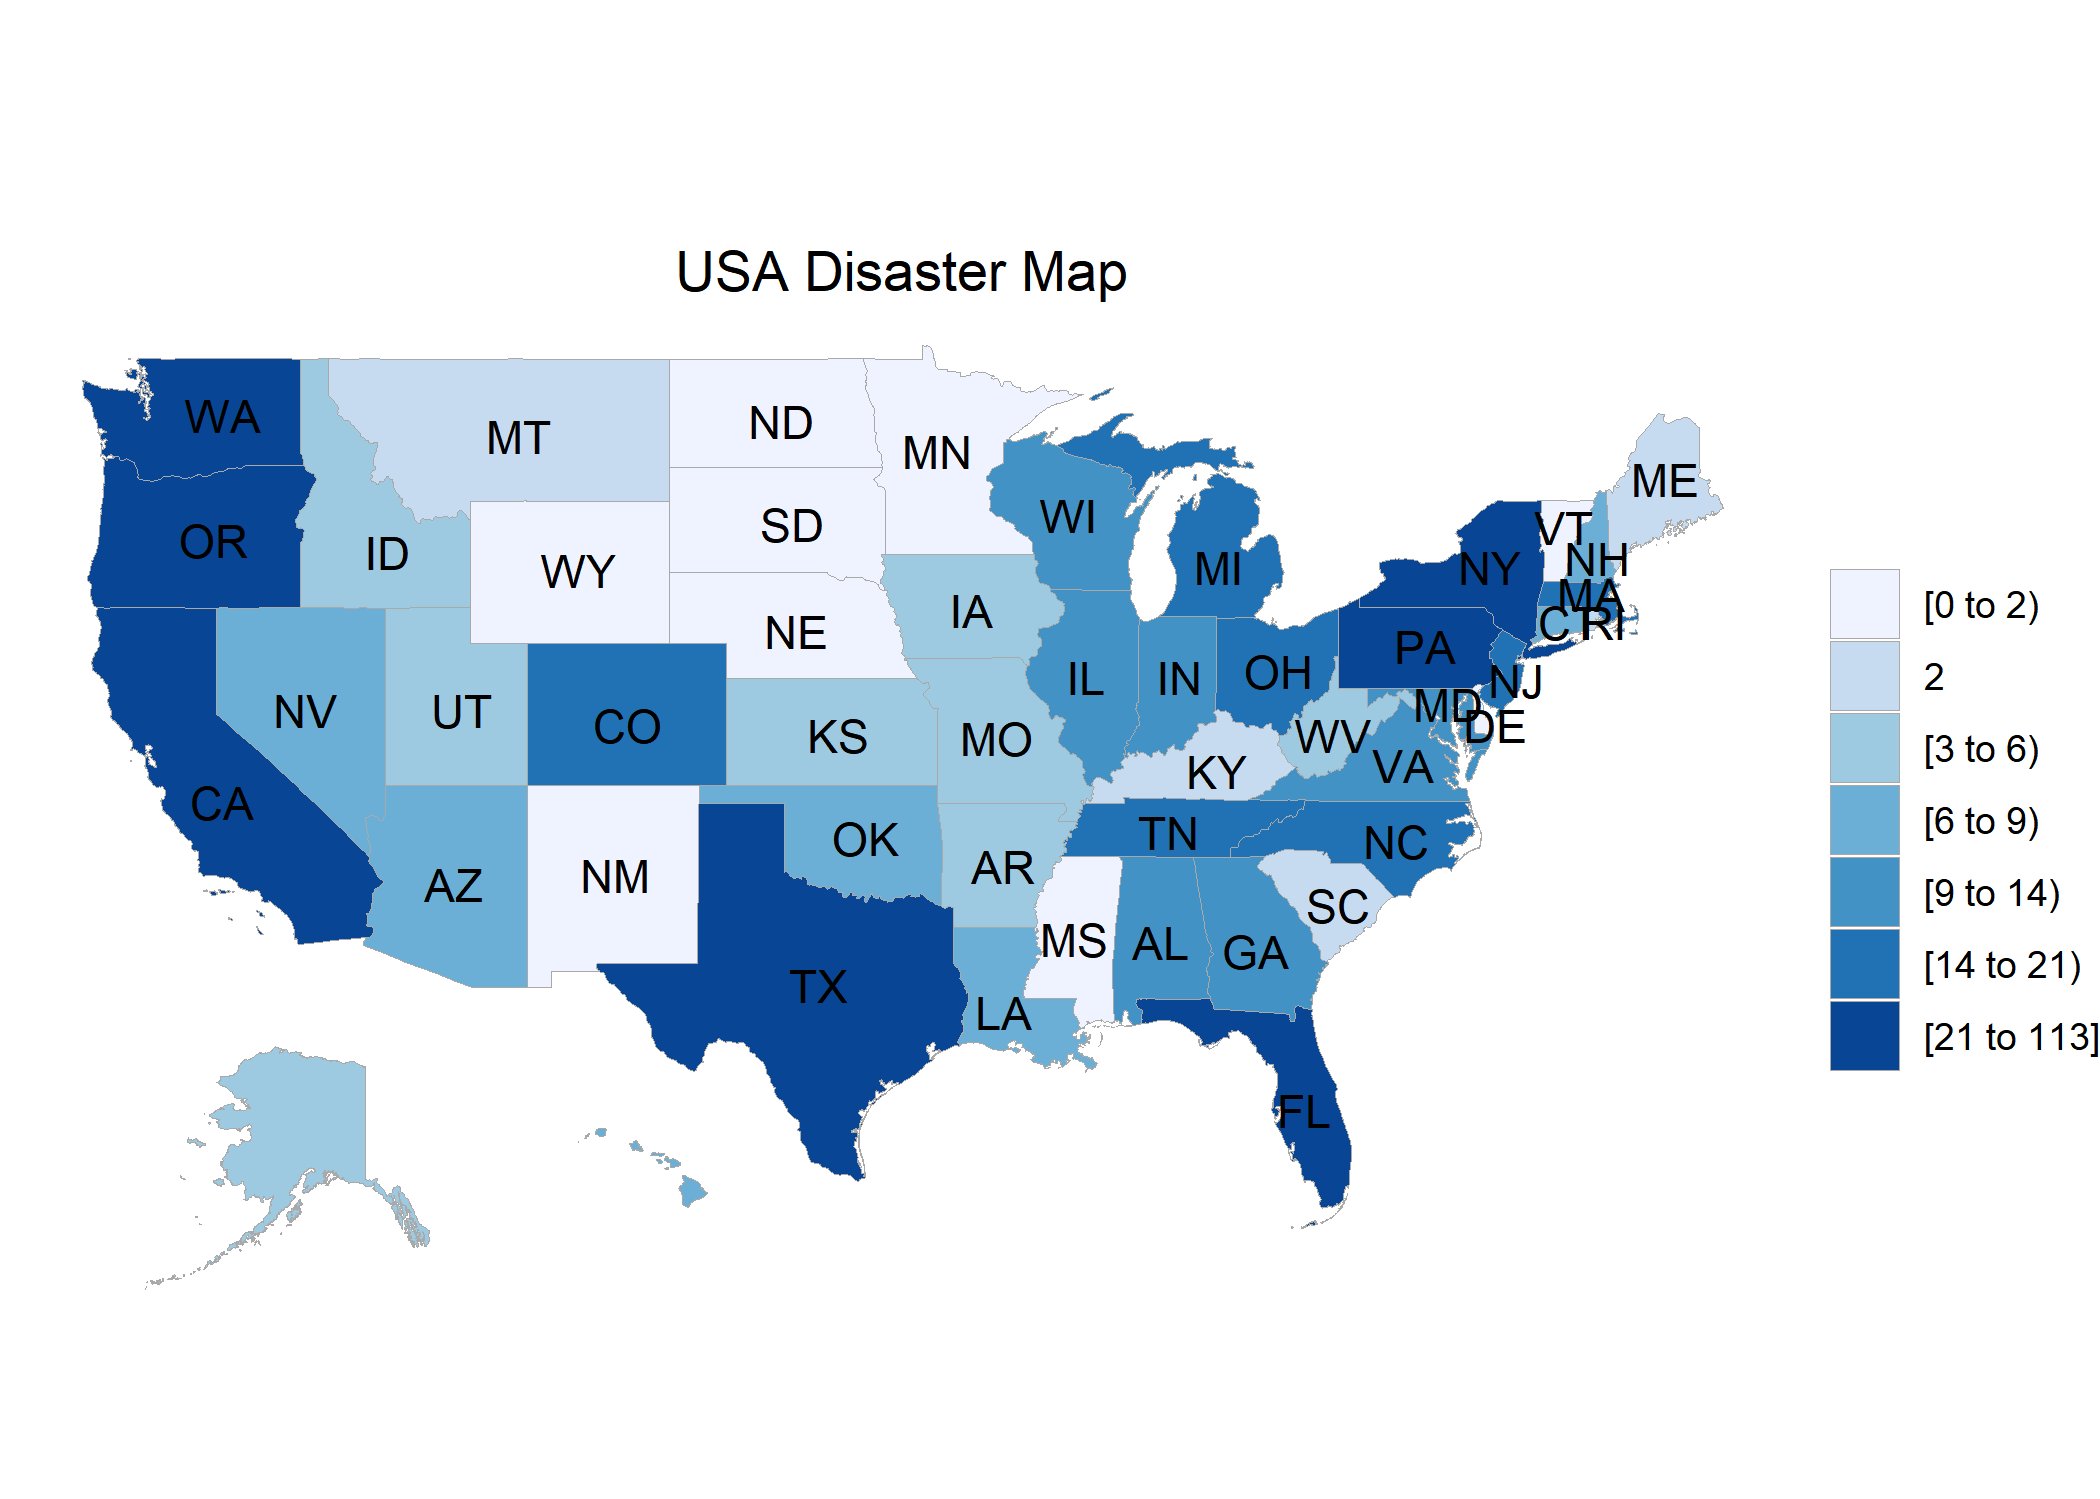 USA Disaster Map
WA
MT
ND
MN
ME
OR
ID
WY
SD
WI
MI
VT
NH
NY
MA
CT
RI
IA
NE
PA
NV
UT
CO
KS
MO
IL
IN
OH
NJ
MD
DE
WV
VA
KY
CA
AZ
NM
OK
AR
TN
NC
SC
MS
AL
GA
TX
LA
FL
[0 to 2)
2
[3 to 6)
[6 to 9)
[9 to 14)
[14 to 21)
[21 to 113]